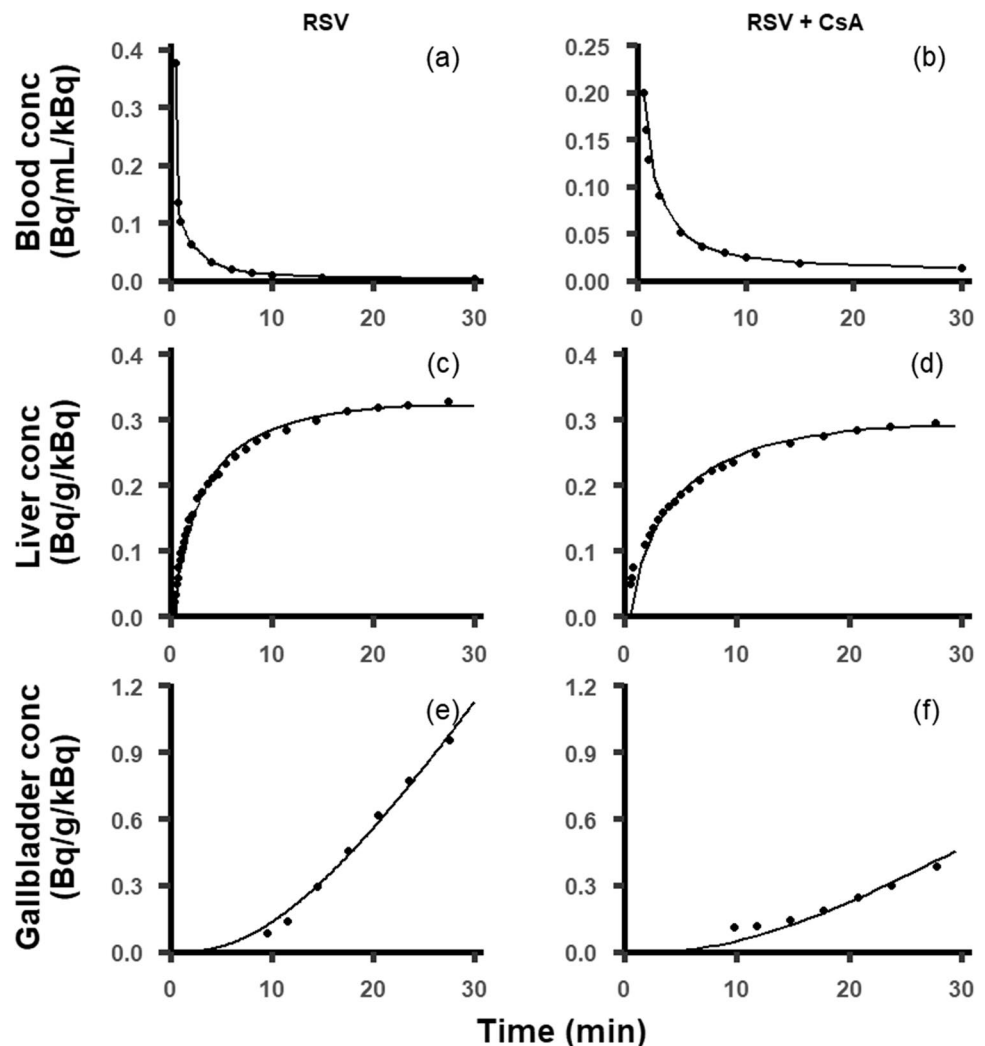 RSV
RSV + CsA
Blood conc
(Bq/mL/kBq)
(a)
0.4
0.3
0.2
0.1
0.0
0 10 20 30
(b)
0.25
0.20
0.15
0.10
0.05
0.00
0 10 20 30
Liver conc
(Bq/g/kBq)
(c)
0.4
0.3
0.2
0.1
0.0
0 10 20 30
(d)
0.4
0.3
0.2
0.1
0.0
0 10 20 30
Gallbladder conc
(Bq/g/kBq)
(e)
1.2
0.9
0.6
0.3
0.0
0 10 20 30
(f)
1.2
0.9
0.6
0.3
0.0
0 10 20 30
Time (min)